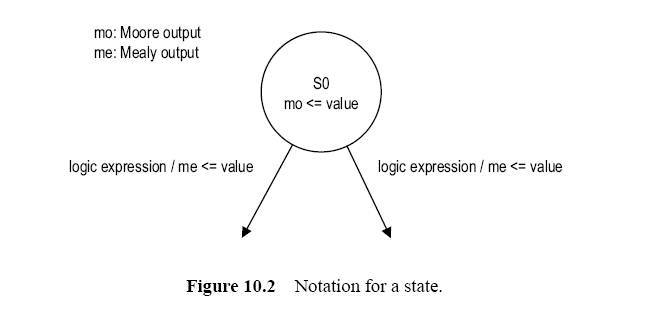 mo: Moore output
me: Mealy output
S0
mo <= value
logic expression / me <= value
logic expression / me <= value
Figure 10.2 Notation for a state.